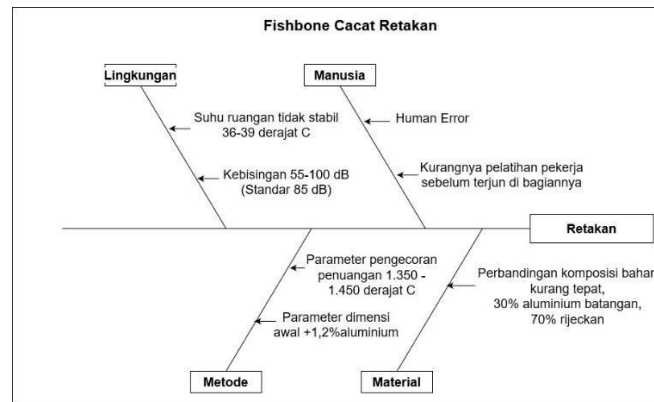 Fishbone Cacat Retakan
Lingkungan
Manusia
Suhu ruangan tidak stabil
36-39 derajat C
Human Error
Kebisingan 55-100 dB
(Standar 85 dB)
Kurangnya pelatihan pekerja
sebelum terjun di bagiannya
Retakan
Parameter pengecoran
penuangan 1.350 -
1.450 derajat C
Perbandingan komposisi bahan
kurang tepat,
30% aluminium batangan,
70% rijeckan
Parameter dimensi
awal +1,2%aluminium
Metode
Material